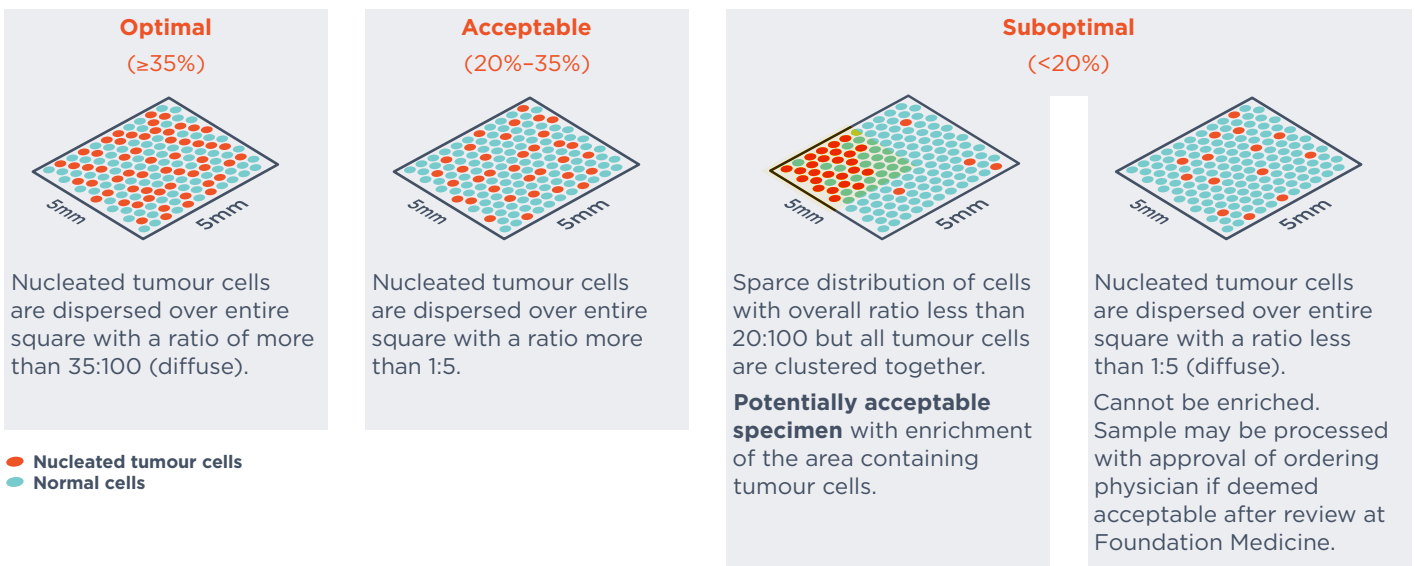 Optimal
(≥35%)
5mm
5mm
Nucleated tumour cells
are dispersed over entire
square with a ratio of more
than 35:100 (diffuse).
Acceptable
(20%–35%)
5mm
5mm
Nucleated tumour cells
are dispersed over entire
square with a ratio more
than 1:5.
Suboptimal
(<20%)
5mm
5mm
Sparce distribution of cells
with overall ratio less than
20:100 but all tumour cells
are clustered together.
Potentially acceptable
specimen with enrichment
of the area containing
tumour cells.
5mm
5mm
Nucleated tumour cells
are dispersed over entire
square with a ratio less
than 1:5 (diffuse).
Cannot be enriched.
Sample may be processed
with approval of ordering
physician if deemed
acceptable after review at
Foundation Medicine.
Nucleated tumour cells
Normal cells